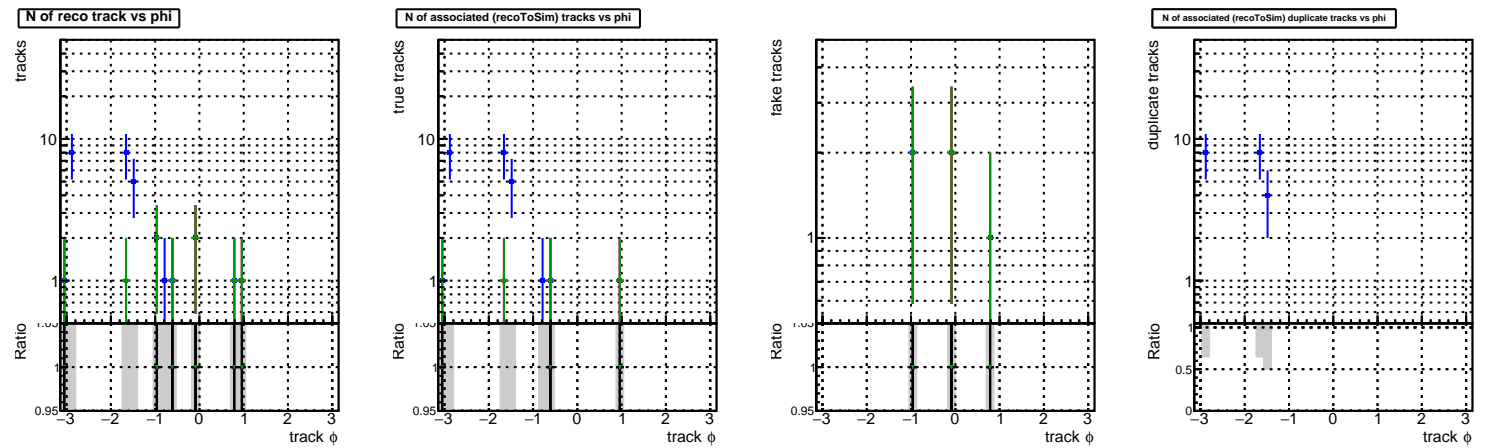 N of reco track vs phi
tracks
10
1
Ratio
1.05
1
0.95
−3 −2 −1 0 1 2 3
track ϕ
N of associated (recoToSim) tracks vs phi
true tracks
10
1
Ratio
1.05
1
0.95
−3 −2 −1 0 1 2 3
track ϕ
fake tracks
1
Ratio
1.05
1
0.95
−3 −2 −1 0 1 2 3
track ϕ
N of associated (recoToSim) duplicate tracks vs phi
duplicate tracks
10
1
Ratio
1
0.5
0
−3 −2 −1 0 1 2 3
track ϕ